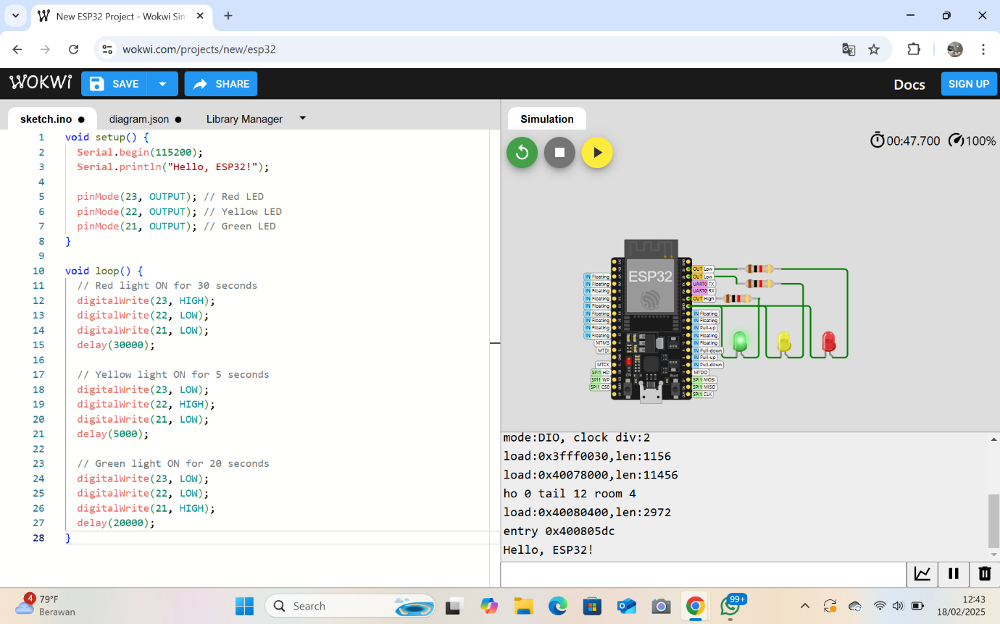 New ESP32 Project - Wokwi Sim
wokwi.com/projects/new/esp32
WOKWI
SAVE
SHARE
Docs
SIGN UP
sketch.ino
diagram.json
Library Manager
1 void setup() {
2 Serial.begin(115200);
3 Serial.println("Hello, ESP32!");
4
5 pinMode(23, OUTPUT); // Red LED
6 pinMode(22, OUTPUT); // Yellow LED
7 pinMode(21, OUTPUT); // Green LED
8 }
9
10 void loop() {
11 // Red light ON for 30 seconds
12 digitalWrite(23, HIGH);
13 digitalWrite(22, LOW);
14 digitalWrite(21, LOW);
15 delay(30000);
16
17 // Yellow light ON for 5 seconds
18 digitalWrite(23, LOW);
19 digitalWrite(22, HIGH);
20 digitalWrite(21, LOW);
21 delay(5000);
22
23 // Green light ON for 20 seconds
24 digitalWrite(23, LOW);
25 digitalWrite(22, LOW);
26 digitalWrite(21, HIGH);
27 delay(20000);
28 }
Simulation
00:47.700
100%
ESP32
IN Floating
IN Floating
IN Floating
IN Floating
IN Floating
IN Floating
IN Floating
IN Floating
IN Floating
MTMS
MTDI
MTCK
SPI1 HD
SPI1 WP
SPI1 CS0
OUT Low
OUT Low
UART0 TX
UART0 RX
OUT High
IN Floating
IN Floating
IN Pull-up
IN Floating
IN Floating
IN Pull-down
IN Pull-up
IN Pull-down
MTDO
SPI1 MOSI
SPI1 MISO
SPI1 CLK
EN
Boot
mode:DIO, clock div:2
load:0x3fff0030,len:1156
load:0x40078000,len:11456
ho 0 tail 12 room 4
load:0x40080400,len:2972
entry 0x400805dc
Hello, ESP32!
4
79°F
Berawan
Search
99+
12:43
18/02/2025